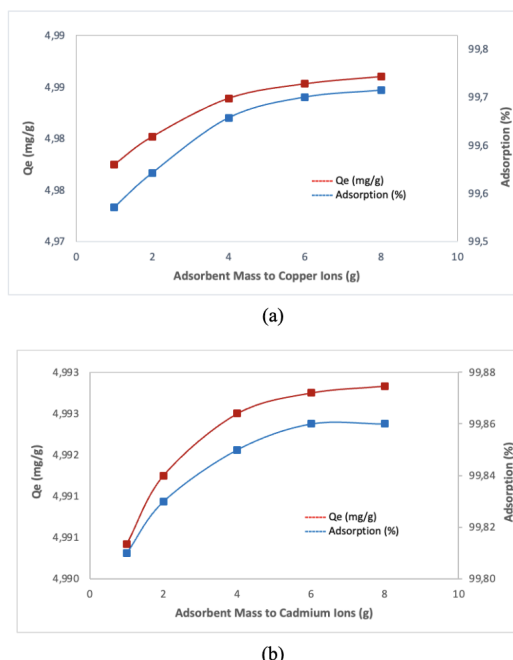 4,99
4,99
4,98
4,98
4,97
Qe (mg/g)
99,8
99,7
99,6
99,6
99,5
Adsorption (%)
Qe (mg/g)
Adsorption (%)
0 2 4 6 8 10
Adsorbent Mass to Copper Ions (g)
(a)
4,993
4,993
4,992
4,991
4,991
4,990
Qe (mg/g)
99,88
99,86
99,84
99,82
99,80
Adsorption (%)
Qe (mg/g)
Adsorption (%)
0 2 4 6 8 10
Adsorbent Mass to Cadmium Ions (g)
(b)